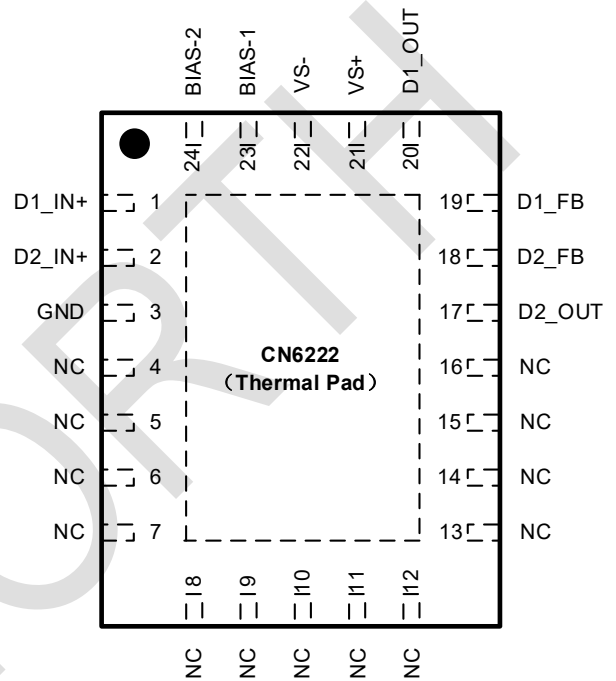 BIAS-2 BIAS-1 VS- VS+ D1_OUT
24 23 22 21 20
D1_IN+ 1 19 D1_FB
D2_IN+ 2 18 D2_FB
GND 3 17 D2_OUT
NC 4 16 NC
NC 5 15 NC
NC 6 14 NC
NC 7 13 NC
CN6222
（Thermal Pad）
8 9 10 11 12
NC NC NC NC NC
ORTH